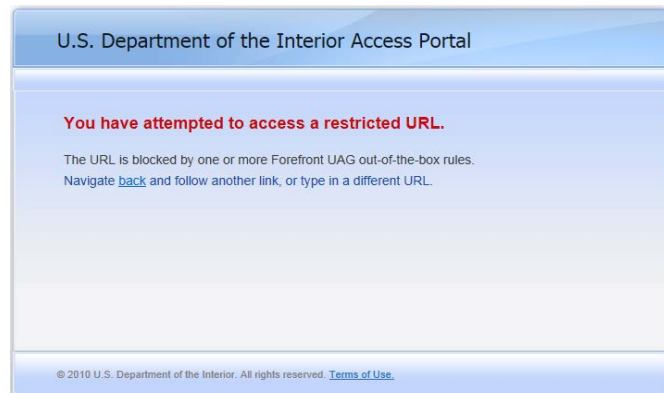 U.S. Department of the Interior Access Portal
You have attempted to access a restricted URL.
The URL is blocked by one or more Forefront UAG out-of-the-box rules.
Navigate back and follow another link, or type in a different URL.
© 2010 U.S. Department of the Interior. All rights reserved. Terms of Use.